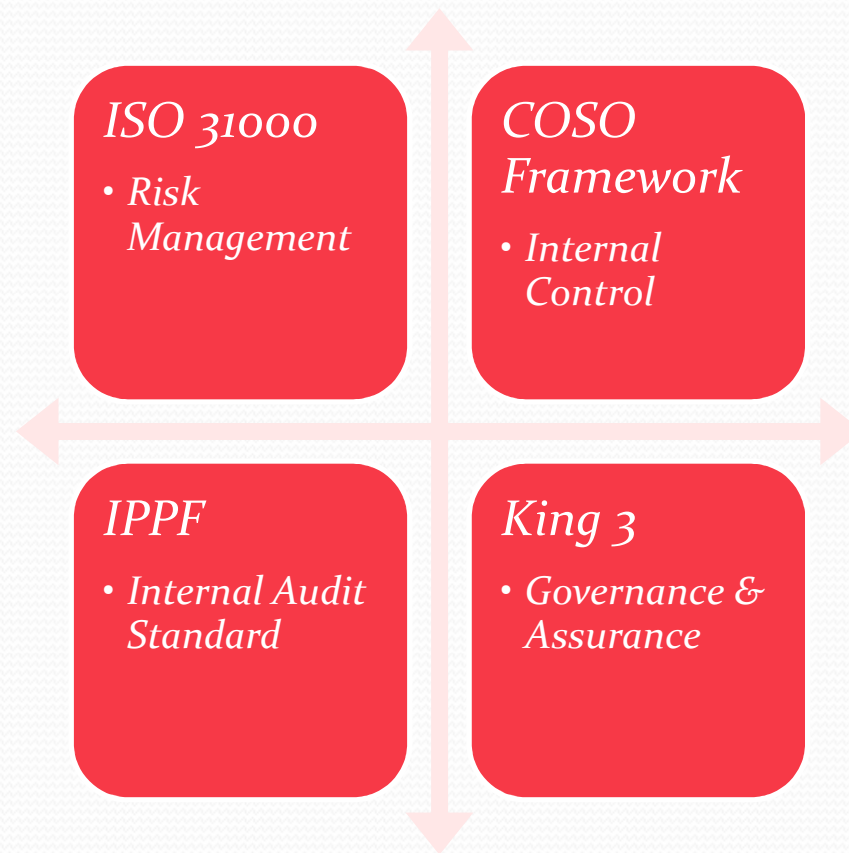 ISO 31000
• Risk
Management
COSO
Framework
• Internal
Control
IPPF
• Internal Audit
Standard
King 3
• Governance &
Assurance